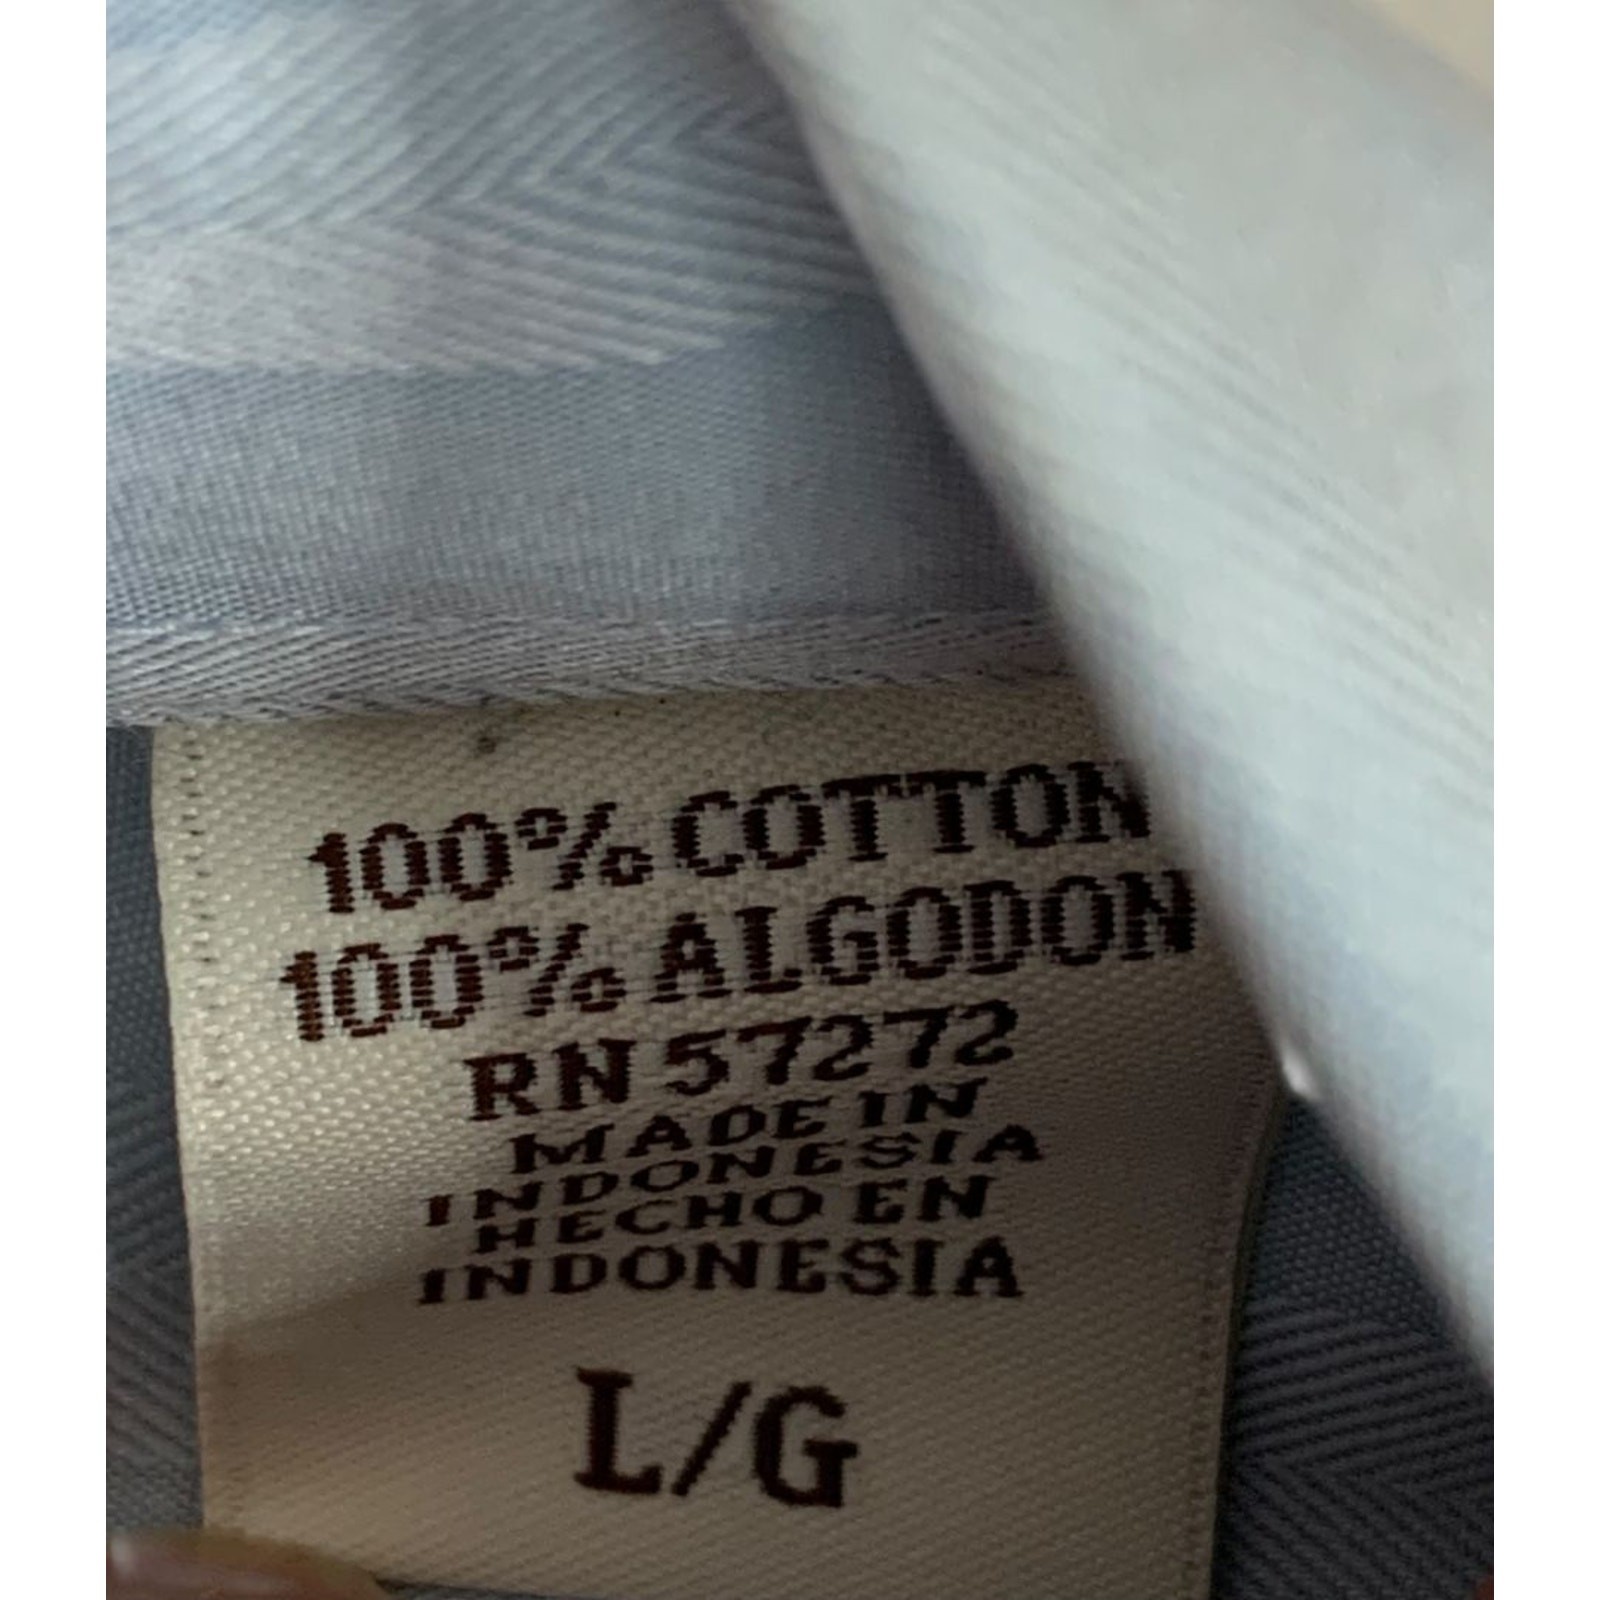 100% COTTON
100% ALGODON
RN 57272
MADE IN
INDONESIA
HECHO EN
INDONESIA
L/G